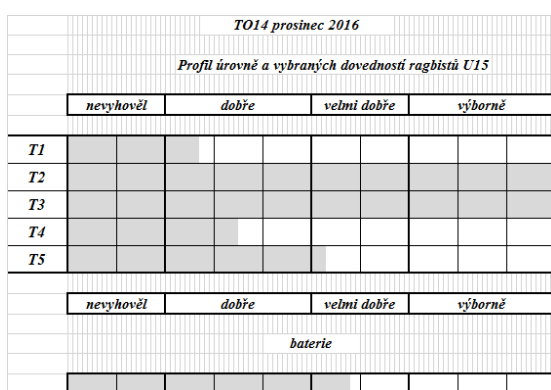 TO14 prosinec 2016
Profil úrovně a vybraných dovedností ragbistů U15
nevyhověl dobře velmi dobře výborně
T1
T2
T3
T4
T5
nevyhověl dobře velmi dobře výborně
baterie